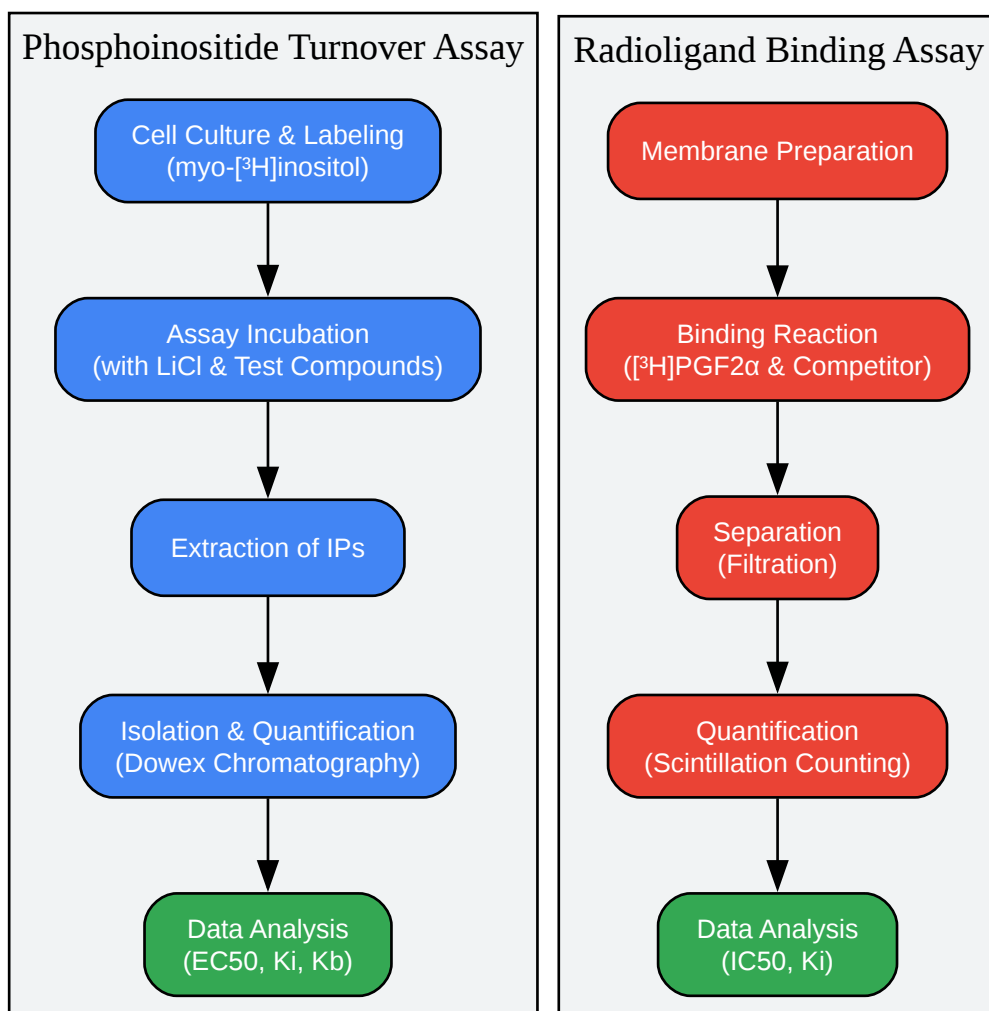 Phosphoinositide Turnover Assay
Cell Culture & Labeling
(myo-[³H]inositol)
Assay Incubation
(with LiCl & Test Compounds)
Extraction of IPs
Isolation & Quantification
(Dowex Chromatography)
Data Analysis
(EC50, Ki, Kb)
Radioligand Binding Assay
Membrane Preparation
Binding Reaction
([³H]PGF2α & Competitor)
Separation
(Filtration)
Quantification
(Scintillation Counting)
Data Analysis
(IC50, Ki)